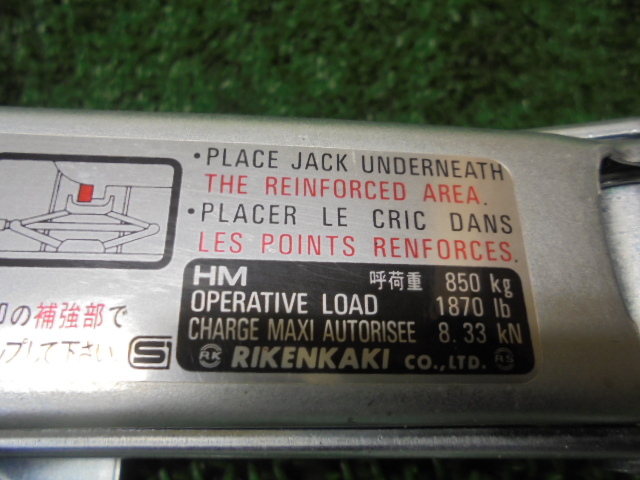 ·PLACE JACK UNDERNEATH
THE REINFORCED AREA.
·PLACER LE CRIC DANS
LES POINTS RENFORCES.
HM 呼荷重 850 kg
OPERATIVE LOAD 1870 lb
CHARGE MAXI AUTORISEE 8.33 kN
RK RIKENKAKI CO.,LTD. RK
の補強部で
プして下さい。
S